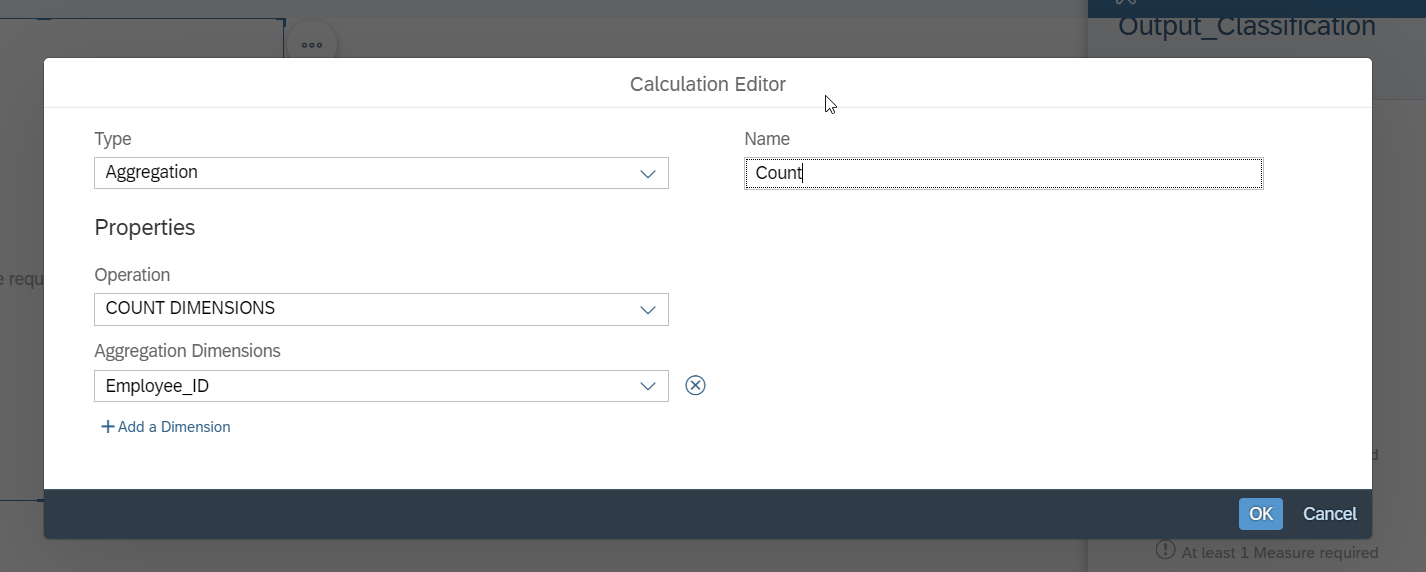 Output_Classification
Calculation Editor
Type
Name
Aggregation
Count
Properties
e requ
Operation
COUNT DIMENSIONS
Aggregation Dimensions
Employee_ID
+ Add a Dimension
d
OK
Cancel
At least 1 Measure required